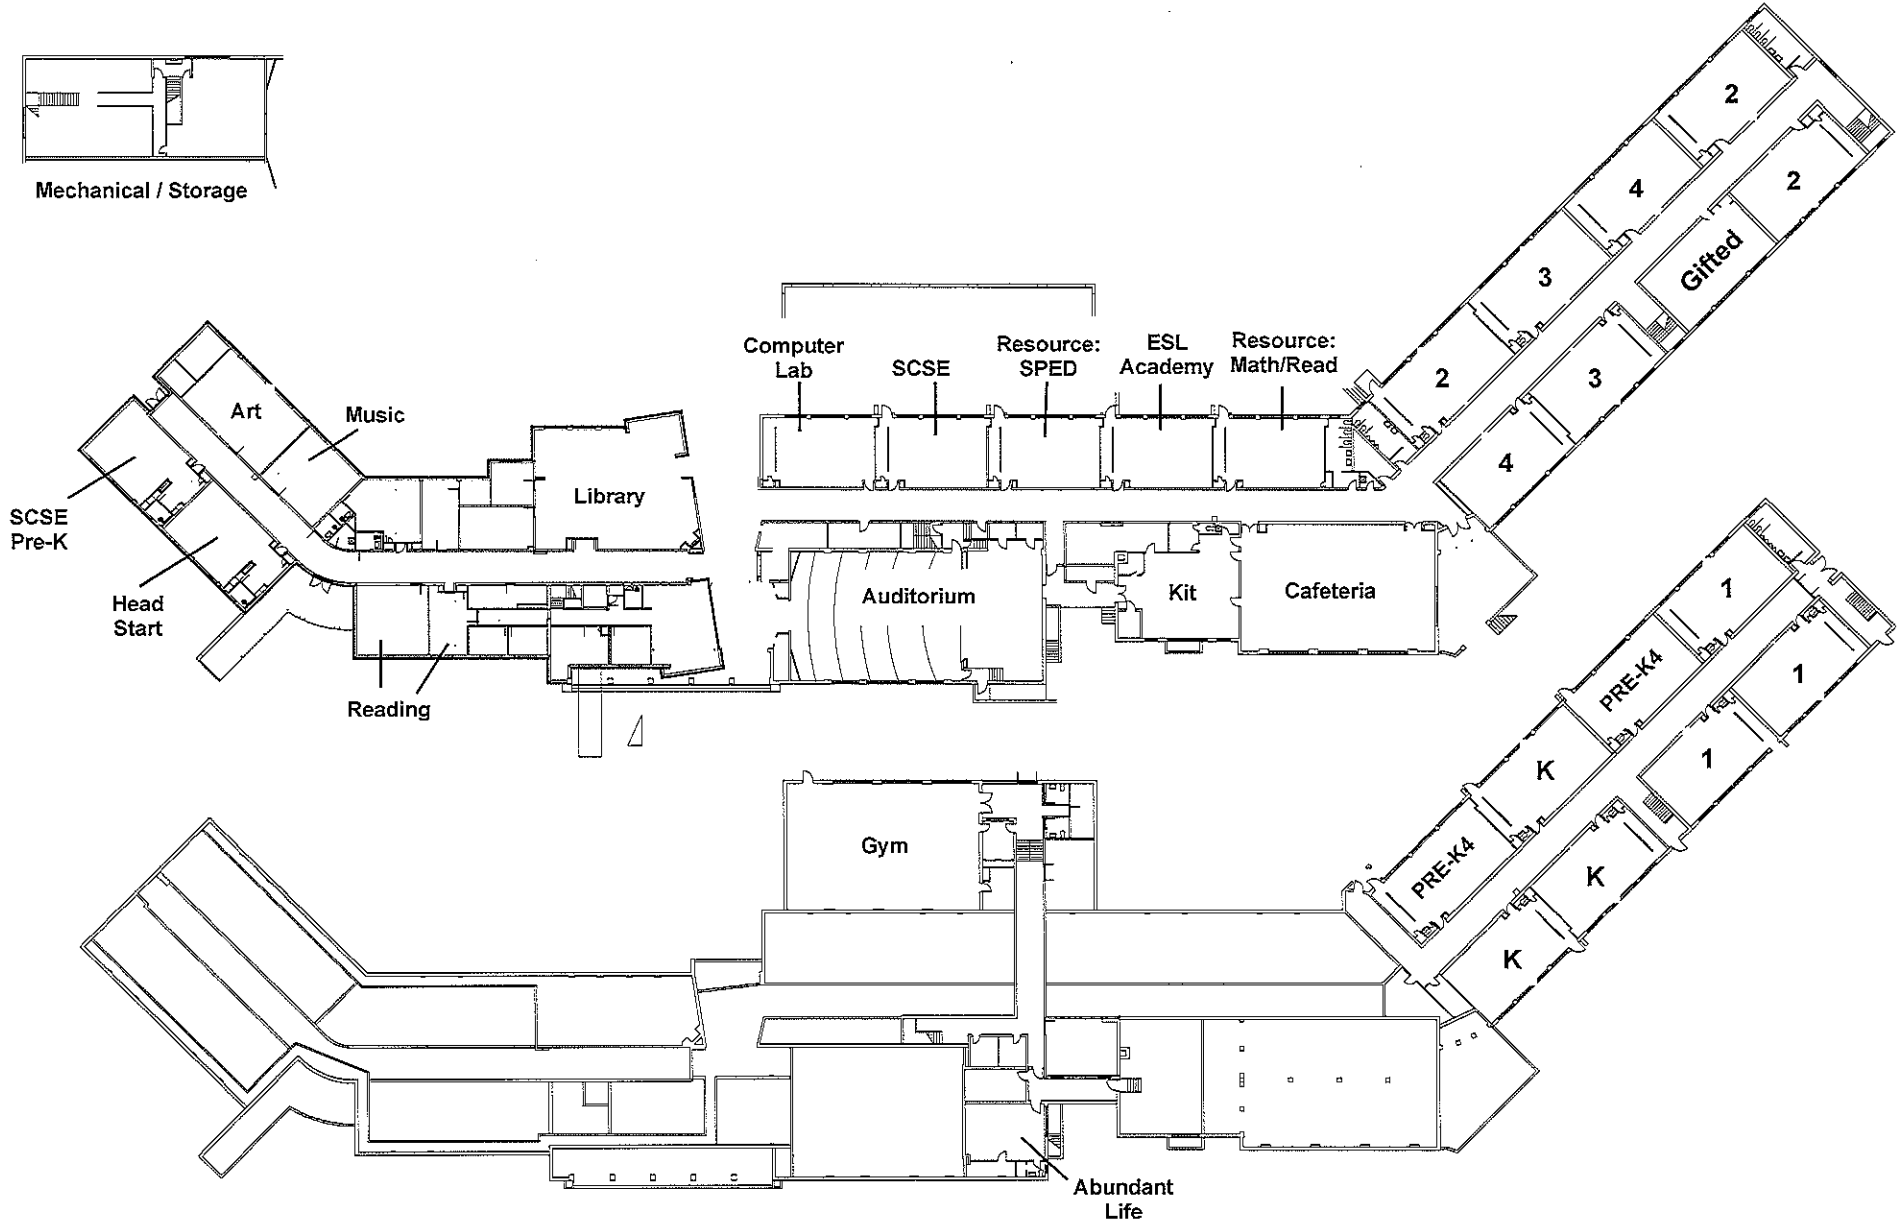 Mechanical / Storage
2
2
4
Gifted
3
3
2
4
Computer
Lab
SCSE
Resource:
SPED
ESL
Academy
Resource:
Math/Read
Art
Music
Library
SCSE
Pre-K
Head
Start
Reading
Auditorium
Kit
Cafeteria
1
PRE-K4
1
K
1
PRE-K4
K
K
Gym
Abundant
Life